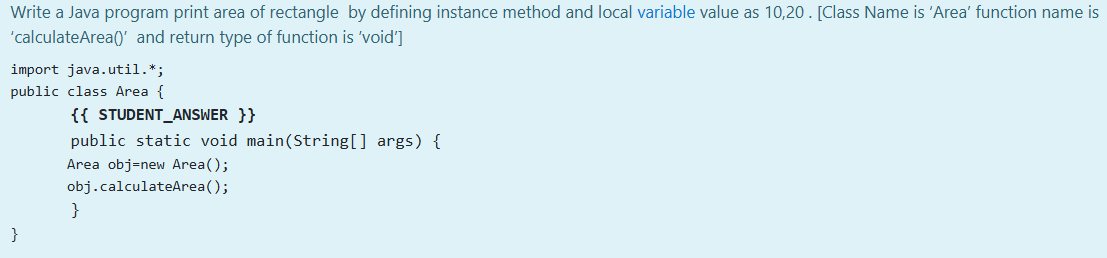 Write a Java program print area of rectangle  by defining instance method and local variable value as 10,20 . [Class Name is ‘Area’ function name is
‘calculateArea()’  and return type of function is ‘void’]
import java.util.*;
public class Area {
{{ STUDENT_ANSWER }}
public static void main(String[] args) {
Area obj=new Area();
obj.calculateArea();
}
}